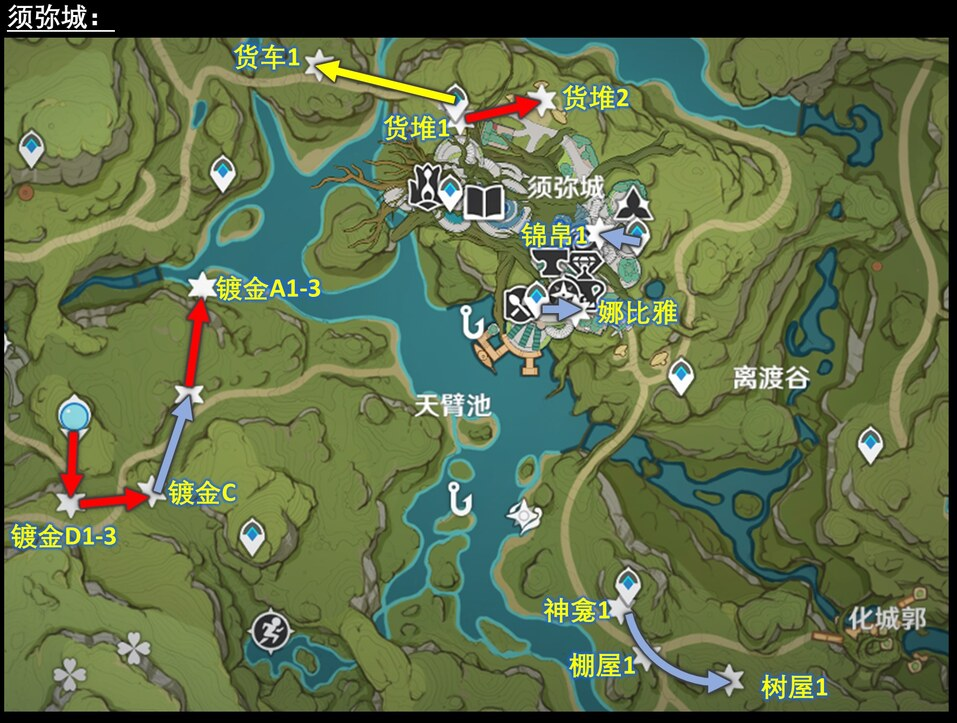 须弥城：
货车1
货堆2
货堆1
须弥城
锦帛1
镀金A1-3
娜比雅
离渡谷
天臂池
镀金C
镀金D1-3
神龛1
化城郭
棚屋1
树屋1